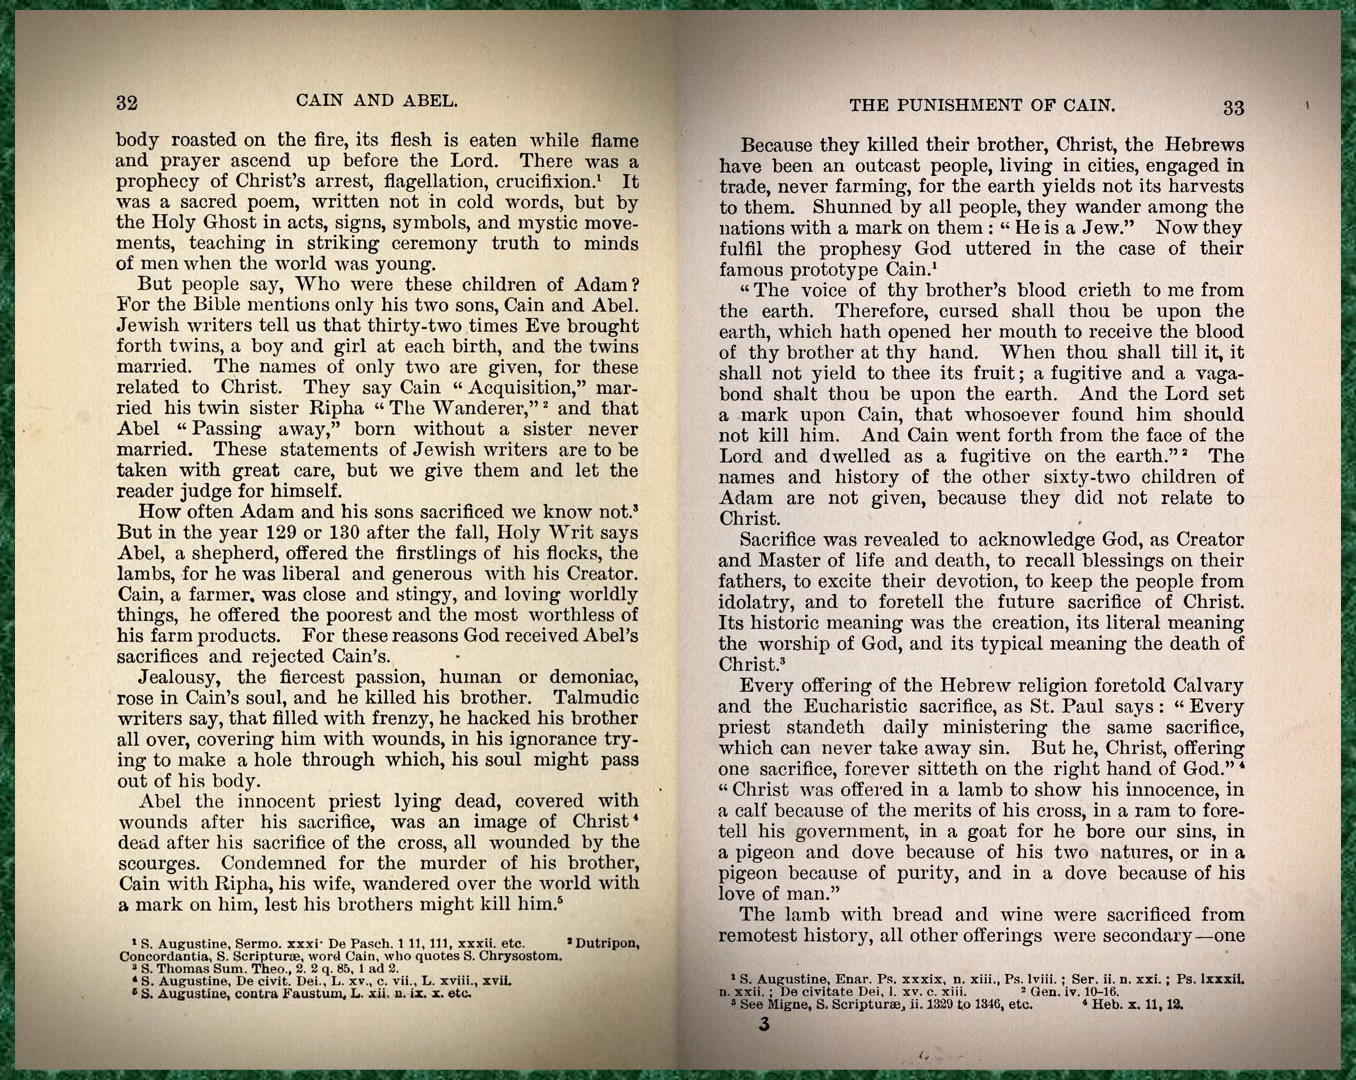 32
CAIN AND ABEL.
body roasted on the fire, its flesh is eaten while flame
and prayer ascend up before the Lord. There was a
prophecy of Christ's arrest, flagellation, crucifixion.¹ It
was a sacred poem, written not in cold words, but by
the Holy Ghost in acts, signs, symbols, and mystic move-
ments, teaching in striking ceremony truth to minds
of men when the world was young.
But people say, Who were these children of Adam?
For the Bible mentions only his two sons, Cain and Abel.
Jewish writers tell us that thirty-two times Eve brought
forth twins, a boy and girl at each birth, and the twins
married. The names of only two are given, for these
related to Christ. They say Cain “ Acquisition,” mar-
ried his twin sister Ripha “ The Wanderer,” ² and that
Abel “ Passing away,” born without a sister never
married. These statements of Jewish writers are to be
taken with great care, but we give them and let the
reader judge for himself.
How often Adam and his sons sacrificed we know not.³
But in the year 129 or 130 after the fall, Holy Writ says
Abel, a shepherd, offered the firstlings of his flocks, the
lambs, for he was liberal and generous with his Creator.
Cain, a farmer, was close and stingy, and loving worldly
things, he offered the poorest and the most worthless of
his farm products. For these reasons God received Abel's
sacrifices and rejected Cain's.
Jealousy, the fiercest passion, human or demoniac,
rose in Cain's soul, and he killed his brother. Talmudic
writers say, that filled with frenzy, he hacked his brother
all over, covering him with wounds, in his ignorance try-
ing to make a hole through which, his soul might pass
out of his body.
Abel the innocent priest lying dead, covered with
wounds after his sacrifice, was an image of Christ ⁴
dead after his sacrifice of the cross, all wounded by the
scourges. Condemned for the murder of his brother,
Cain with Ripha, his wife, wandered over the world with
a mark on him, lest his brothers might kill him.⁵
¹ S. Augustine, Sermo. xxxi· De Pasch. 1 11, 111, xxxii. etc. ² Dutripon,
Concordantia, S. Scripturæ, word Cain, who quotes S. Chrysostom.
³ S. Thomas Sum. Theo., 2. 2 q. 85, 1 ad 2.
⁴ S. Augustine, De civit. Dei., L. xv., c. vii., L. xviii., xvii.
⁵ S. Augustine, contra Faustum, L. xii. n. ix. x. etc.
THE PUNISHMENT OF CAIN.
33
Because they killed their brother, Christ, the Hebrews
have been an outcast people, living in cities, engaged in
trade, never farming, for the earth yields not its harvests
to them. Shunned by all people, they wander among the
nations with a mark on them : “ He is a Jew.” Now they
fulfil the prophesy God uttered in the case of their
famous prototype Cain.¹
“ The voice of thy brother's blood crieth to me from
the earth. Therefore, cursed shall thou be upon the
earth, which hath opened her mouth to receive the blood
of thy brother at thy hand. When thou shall till it, it
shall not yield to thee its fruit ; a fugitive and a vaga-
bond shalt thou be upon the earth. And the Lord set
a mark upon Cain, that whosoever found him should
not kill him. And Cain went forth from the face of the
Lord and dwelled as a fugitive on the earth.” ² The
names and history of the other sixty-two children of
Adam are not given, because they did not relate to
Christ.
Sacrifice was revealed to acknowledge God, as Creator
and Master of life and death, to recall blessings on their
fathers, to excite their devotion, to keep the people from
idolatry, and to foretell the future sacrifice of Christ.
Its historic meaning was the creation, its literal meaning
the worship of God, and its typical meaning the death of
Christ.³
Every offering of the Hebrew religion foretold Calvary
and the Eucharistic sacrifice, as St. Paul says : “ Every
priest standeth daily ministering the same sacrifice,
which can never take away sin. But he, Christ, offering
one sacrifice, forever sitteth on the right hand of God.” ⁴
“ Christ was offered in a lamb to show his innocence, in
a calf because of the merits of his cross, in a ram to fore-
tell his government, in a goat for he bore our sins, in
a pigeon and dove because of his two natures, or in a
pigeon because of purity, and in a dove because of his
love of man.”
The lamb with bread and wine were sacrificed from
remotest history, all other offerings were secondary—one
¹ S. Augustine, Enar. Ps. xxxix, n. xiii., Ps. lviii. ; Ser. ii. n. xxi. ; Ps. lxxxii.
n. xxii. ; De civitate Dei, l. xv. c. xiii. ² Gen. iv. 10-16.
³ See Migne, S. Scripturæ, ii. 1329 to 1346, etc. ⁴ Heb. x. 11, 12.
3